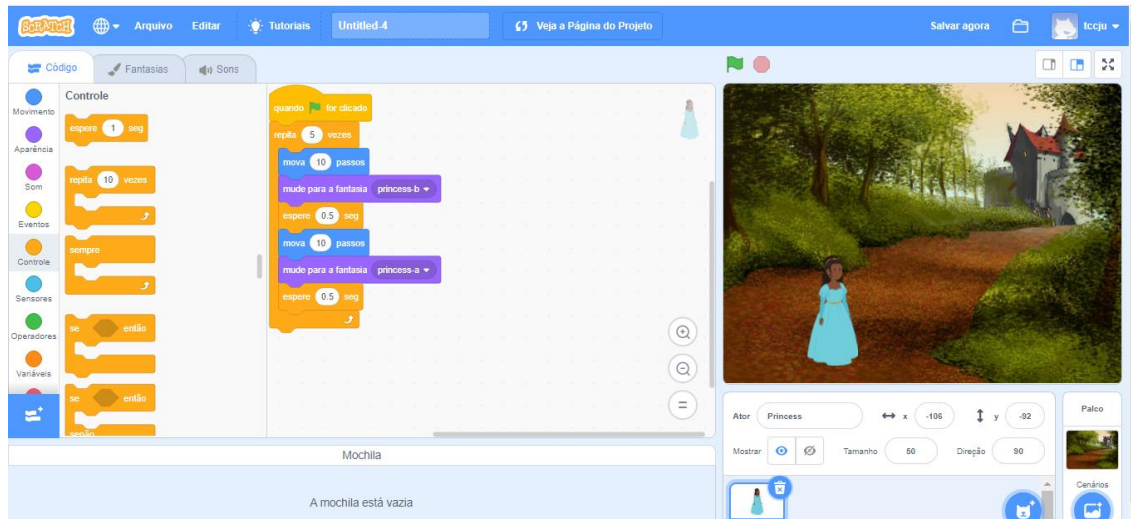 SCRATCH Arquivo Editar Tutoriais Untitled-4 Veja a Página do Projeto Salvar agora tccju
Código Fantasias Sons
Movimento
Aparência
Som
Eventos
Controle
Sensores
Operadores
Variáveis
Controle
espere 1 seg
repita 10 vezes
sempre
se então
se então
senão
quando for clicado
repita 5 vezes
mova 10 passos
mude para a fantasia princess-b
espere 0.5 seg
mova 10 passos
mude para a fantasia princess-a
espere 0.5 seg
Mochila
A mochila está vazia
Ator Princess x -106 y -92
Mostrar Tamanho 50 Direção 90
Palco
Cenários